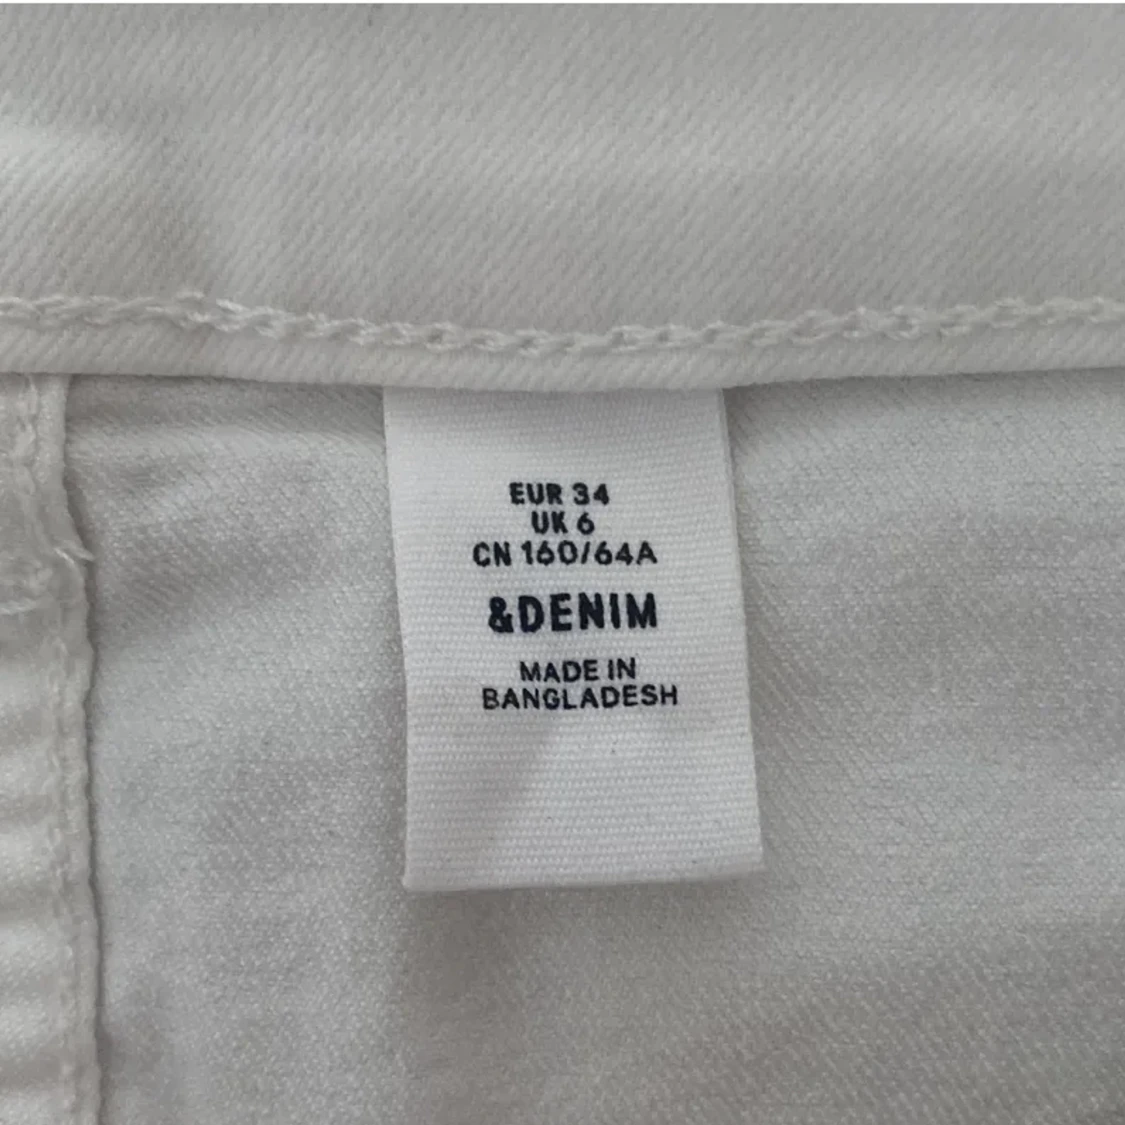 EUR 34
UK 6
CN 160/64A
&DENIM
MADE IN
BANGLADESH